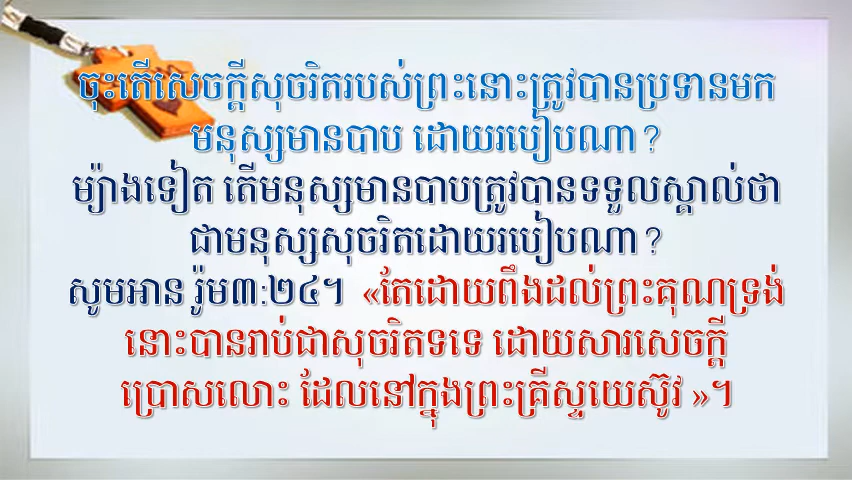 ចុះតើសេចក្ដីសុចរិតរបស់ព្រះនោះត្រូវបានប្រទានមក
មនុស្សមានបាប ដោយរបៀបណា?
ម៉្យាងទៀត តើមនុស្សមានបាបត្រូវបានទទួលស្គាល់ថា
ជាមនុស្សសុចរិតដោយរបៀបណា?
សូមអាន រ៉ូម៣:២៤។ «តែដោយពឹងដល់ព្រះគុណទ្រង់
នោះបានរាប់ជាសុចរិតទទេ ដោយសារសេចក្ដី
ប្រោសលោះ ដែលនៅក្នុងព្រះគ្រីស្ទយេស៊ូវ »។